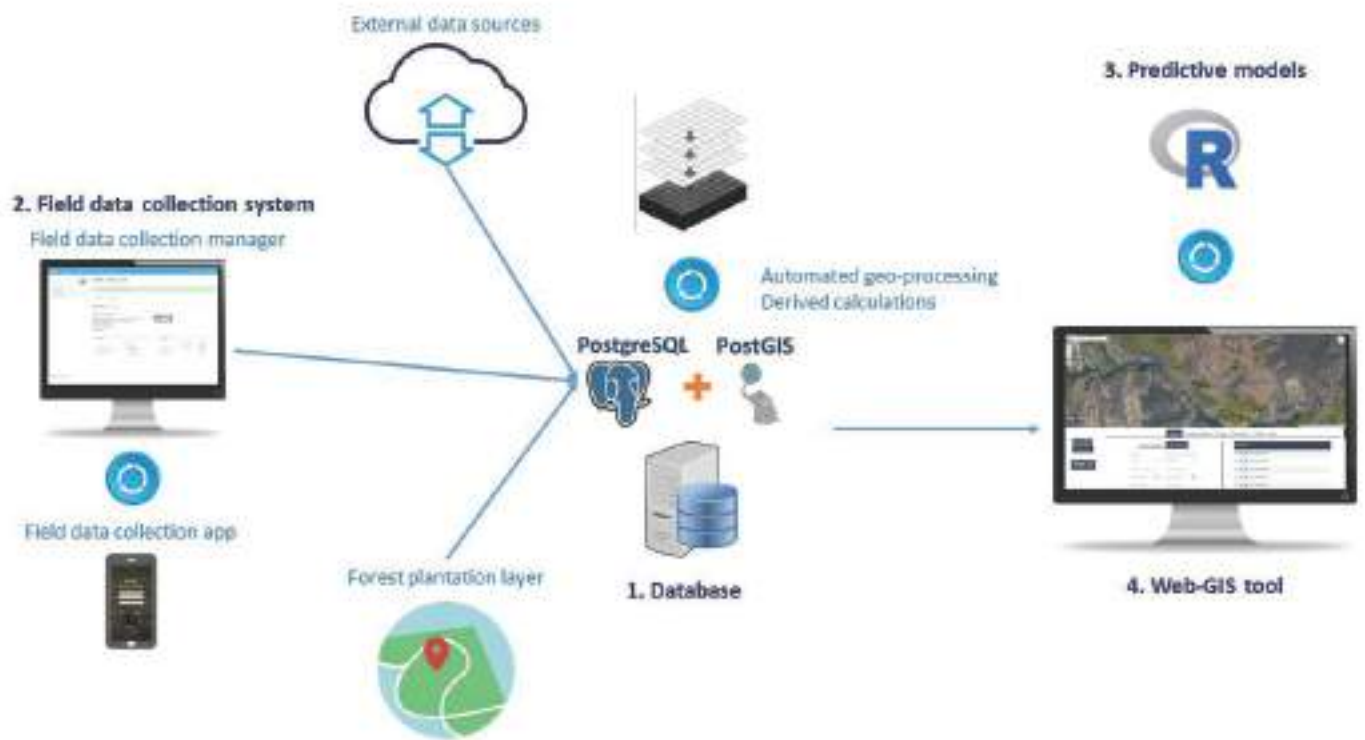 External data sources
3. Predictive models
R
2. Field data collection system
Field data collection manager
Automated geo-processing
Derived calculations
PostgreSQL
PostGIS
Field data collection app
Forest plantation layer
1. Database
4. Web-GIS tool